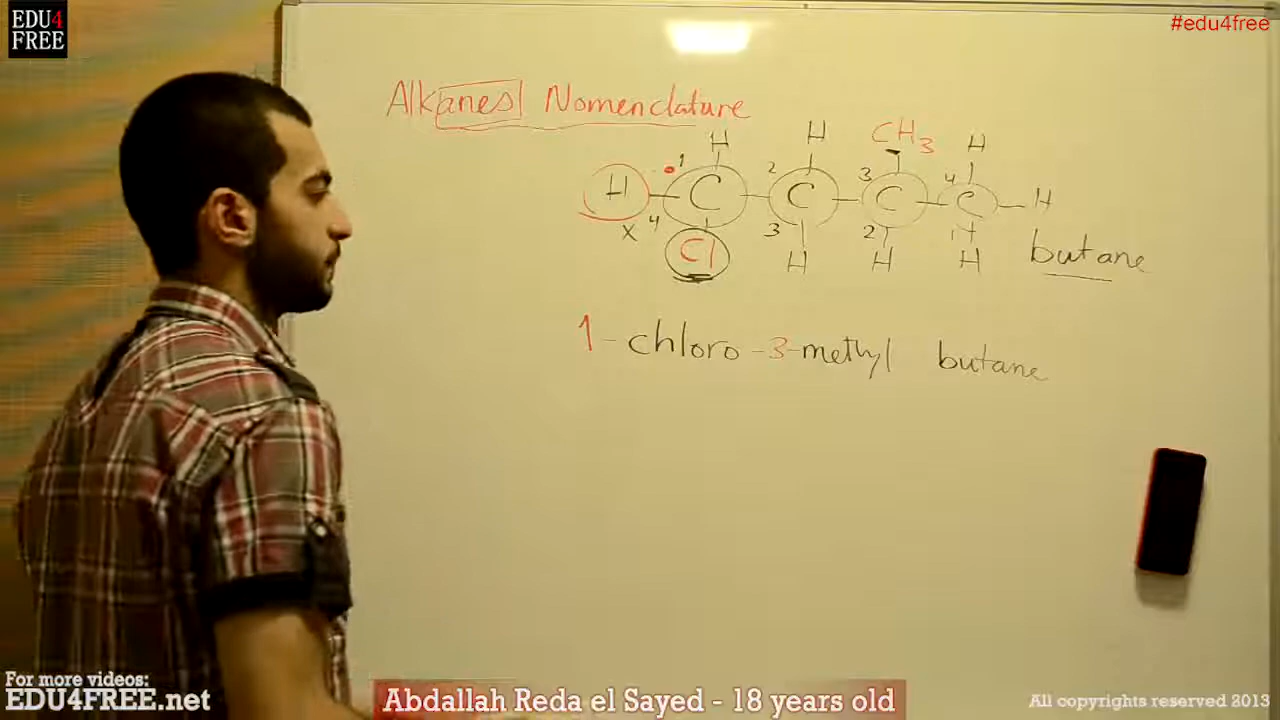 EDU4
FREE
#edu4free
Alkanes Nomenclature
H H CH3 H
1 2 3 4
H C C C C H
x 4 3 2 1
Cl H H H
butane
1-chloro-3-methyl butane
For more videos:
EDU4FREE.net
Abdallah Reda el Sayed - 18 years old
All copyrights reserved 2013